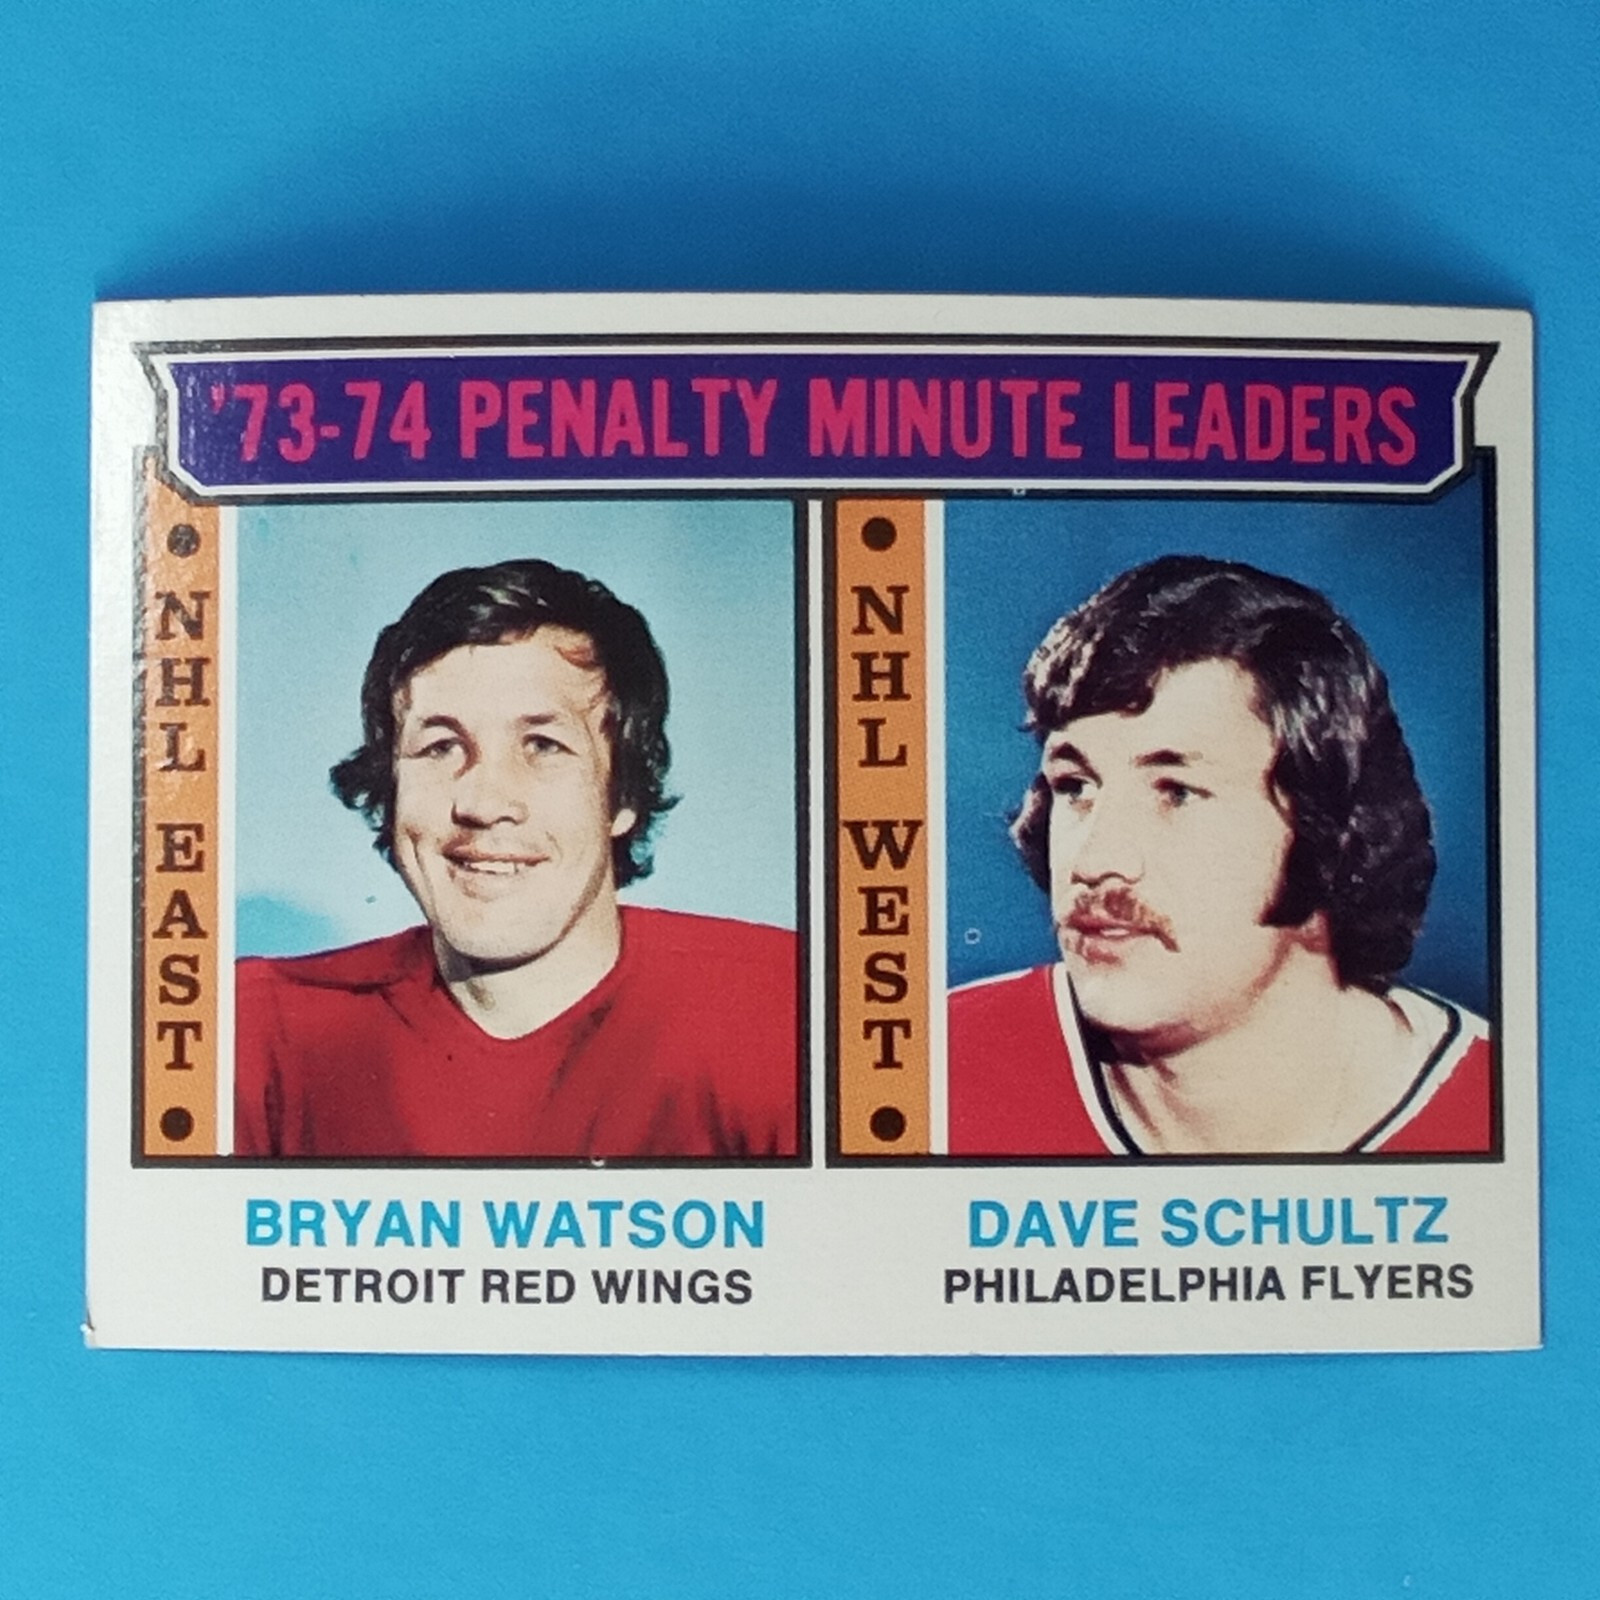 '73-74 PENALTY MINUTE LEADERS
• NHL EAST •
• NHL WEST •
BRYAN WATSON
DETROIT RED WINGS
DAVE SCHULTZ
PHILADELPHIA FLYERS